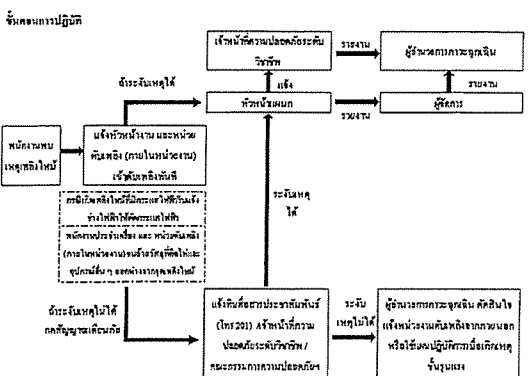 ขั้นตอนการปฏิบัติ
เจ้าหน้าที่ความปลอดภัยระดับ
วิชาชีพ
รายงาน
ผู้อำนวยการภาวะฉุกเฉิน
ถ้าระงับเหตุได้
แจ้ง
รายงาน
หัวหน้าแผนก
รายงาน
ผู้จัดการ
พนักงานพบ
เหตุเพลิงไหม้
แจ้งหัวหน้างาน และหน่วย
ดับเพลิง (ภายในหน่วยงาน)
เข้าดับเพลิงทันที
ระงับเหตุ
ได้
กรณีเกิดเพลิงไหม้ที่มีกระแสไฟฟ้ารีบแจ้ง
ช่างไฟฟ้าให้ตัดกระแสไฟฟ้า
พนักงานประจำเครื่อง และ หน่วยดับเพลิง
(ภายในหน่วยงาน) ขนย้ายวัสดุที่ติดไฟและ
อุปกรณ์อื่น ๆ ออกห่างจากจุดเพลิงไหม้
ถ้าระงับเหตุไม่ได้
กดสัญญาณเตือนภัย
แจ้งทีมสื่อสารประชาสัมพันธ์
(โทร 201) /เจ้าหน้าที่ความ
ปลอดภัยระดับวิชาชีพ /
คณะกรรมการความปลอดภัยฯ
ระงับ
เหตุไม่ได้
ผู้อำนวยการภาวะฉุกเฉิน ตัดสินใจ
แจ้งหน่วยงานดับเพลิงจากภายนอก
หรือใช้แผนปฏิบัติการเมื่อเกิดเหตุ
ขั้นรุนแรง